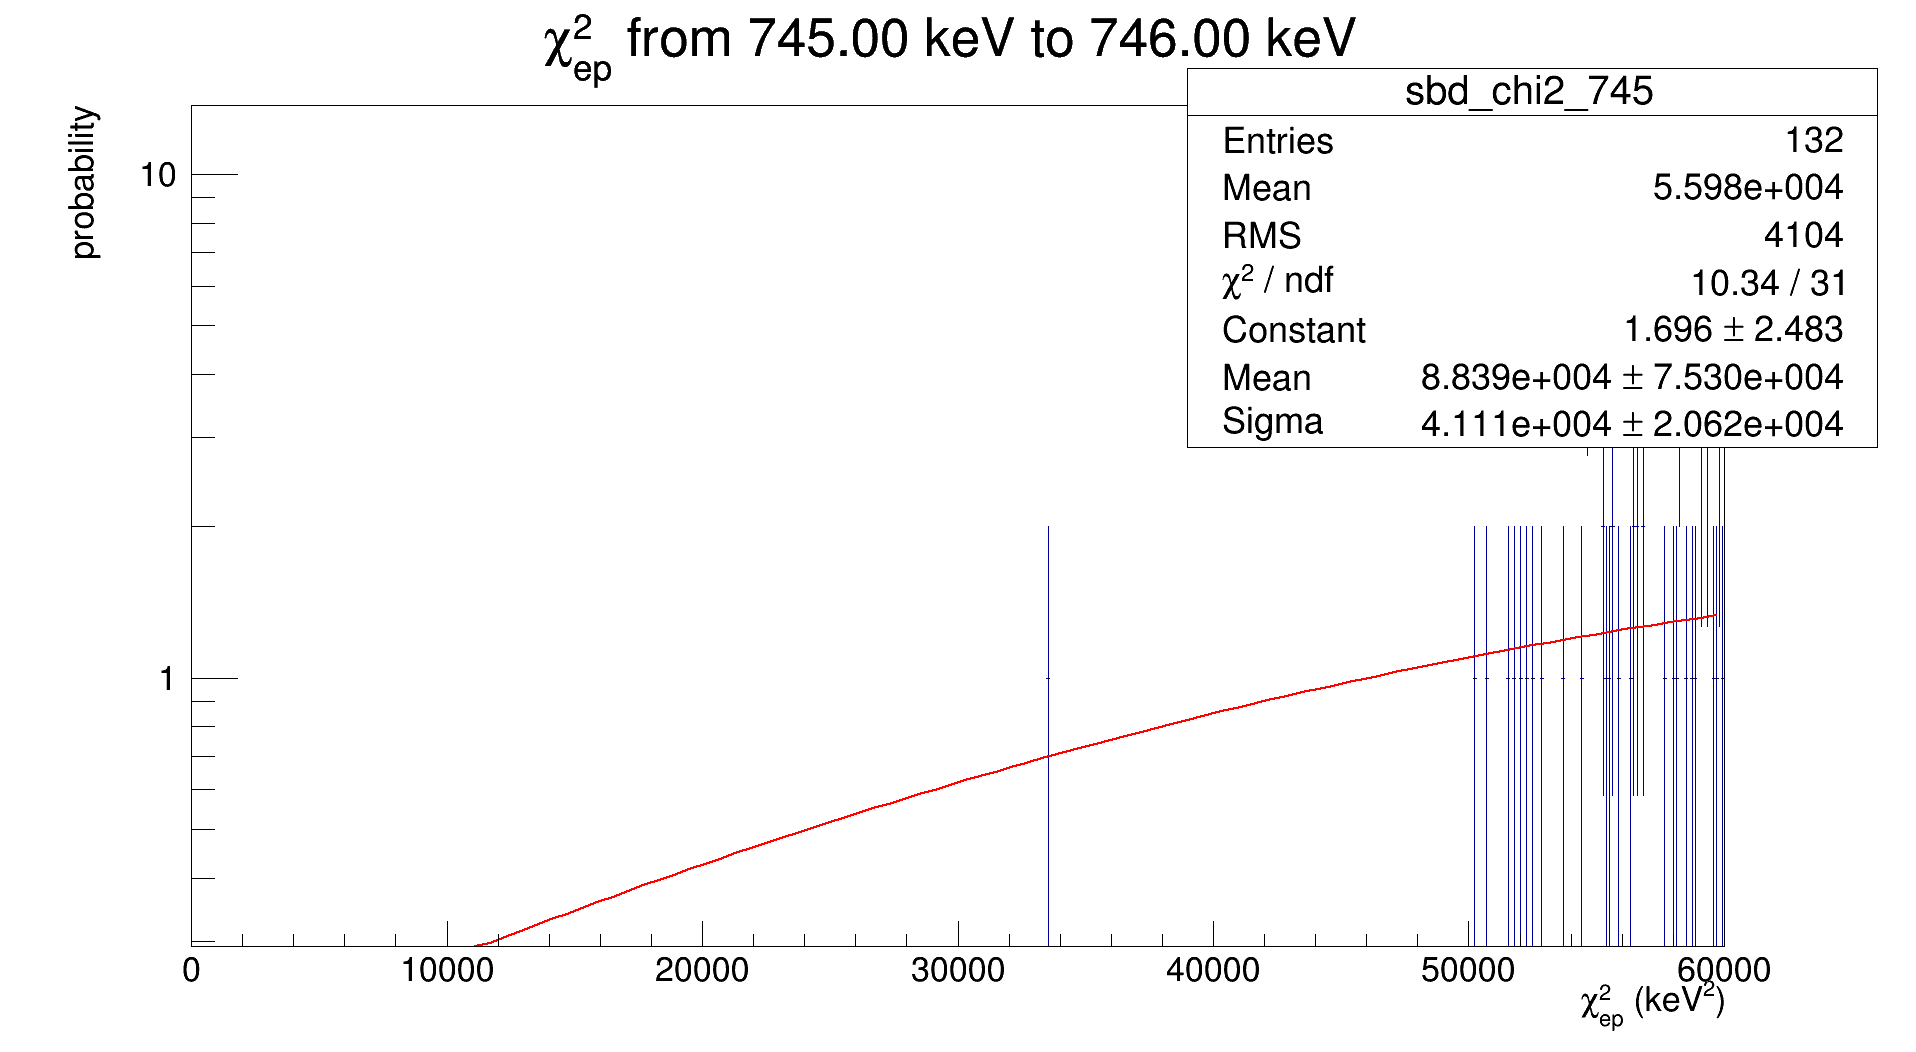 χ²ep from 745.00 keV to 746.00 keV
probability
sbd_chi2_745
Entries 132
Mean 5.598e+004
RMS 4104
χ² / ndf 10.34 / 31
Constant 1.696 ± 2.483
Mean 8.839e+004 ± 7.530e+004
Sigma 4.111e+004 ± 2.062e+004
10
1
0 10000 20000 30000 40000 50000 60000
χ²ep (keV²)